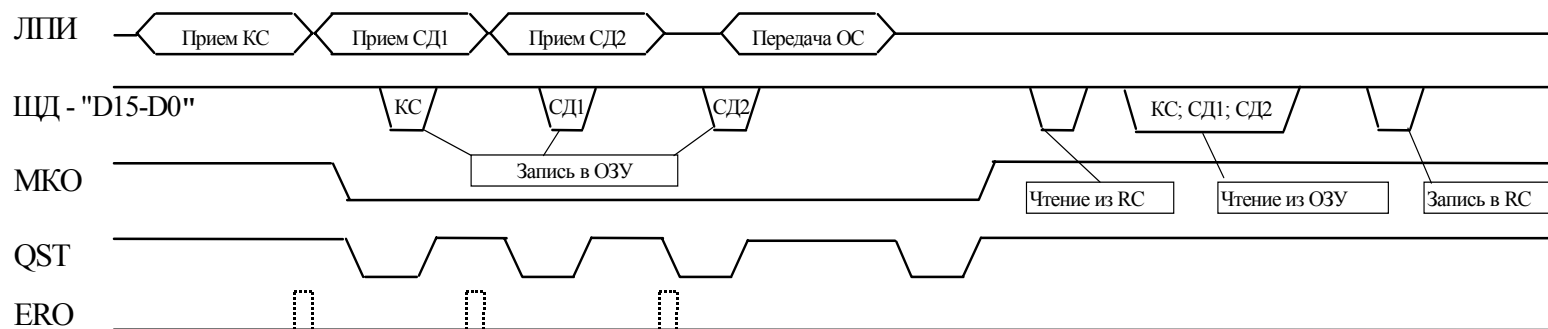 ЛПИ
Прием КС
Прием СД1
Прием СД2
Передача ОС
ШД - "D15-D0"
КС
СД1
СД2
КС; СД1; СД2
Запись в ОЗУ
МКО
Чтение из RC
Чтение из ОЗУ
Запись в RC
QST
ERO